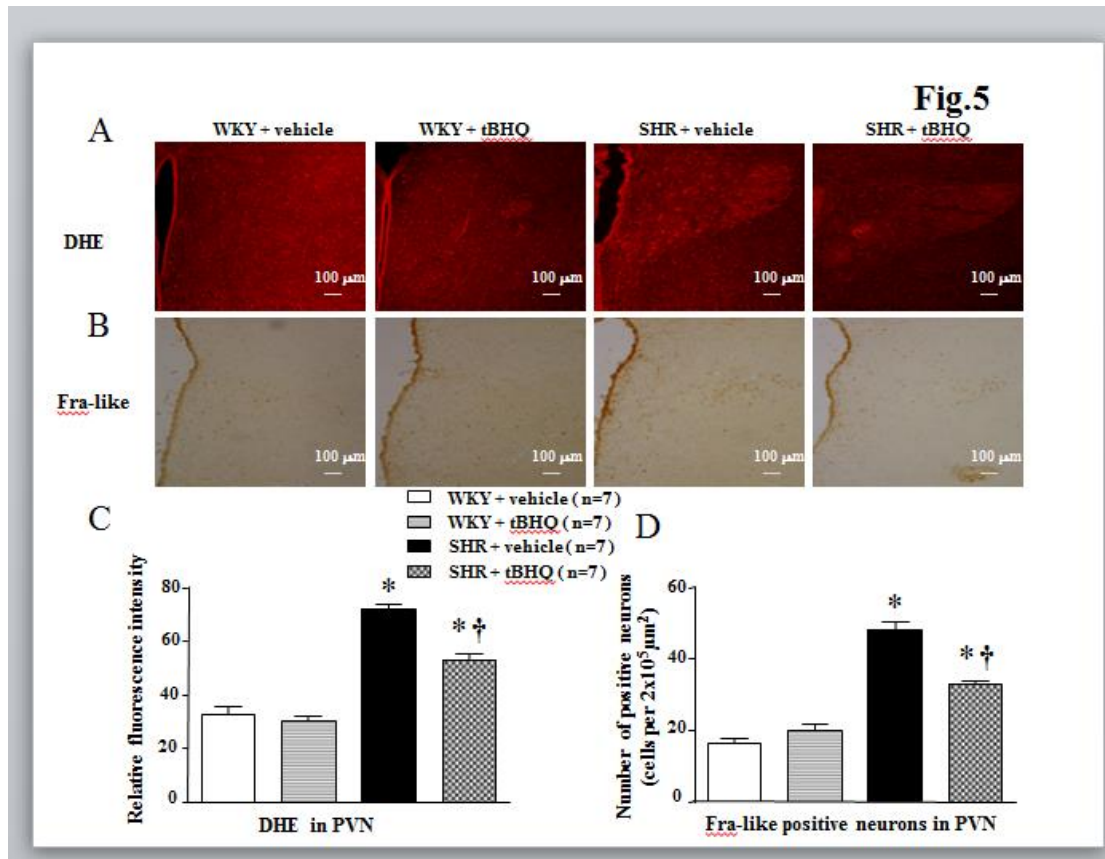 Fig.5
A
WKY + vehicle
WKY + tBHQ
SHR + vehicle
SHR + tBHQ
DHE
100 µm
100 µm
100 µm
100 µm
B
Fra-like
100 µm
100 µm
100 µm
100 µm
WKY + vehicle ( n=7)
WKY + tBHQ ( n=7)
SHR + vehicle ( n=7)
SHR + tBHQ ( n=7)
C
Relative fluorescence intensity
80
60
40
20
0
*
* †
DHE in PVN
D
Number of positive neurons
(cells per 2x10⁵µm²)
60
40
20
0
*
* †
Fra-like positive neurons in PVN